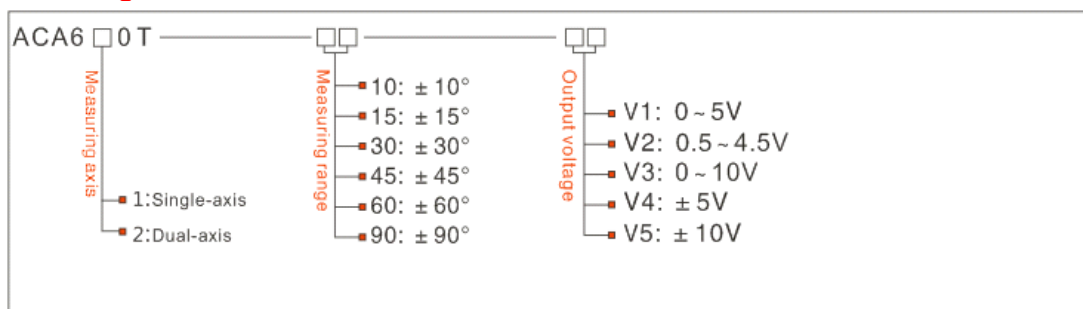 ACA6 □ 0 T □□ □□
Measuring axis
1:Single-axis
2:Dual-axis
Measuring range
10: ±10°
15: ±15°
30: ±30°
45: ±45°
60: ±60°
90: ±90°
Output voltage
V1: 0~5V
V2: 0.5~4.5V
V3: 0~10V
V4: ±5V
V5: ±10V